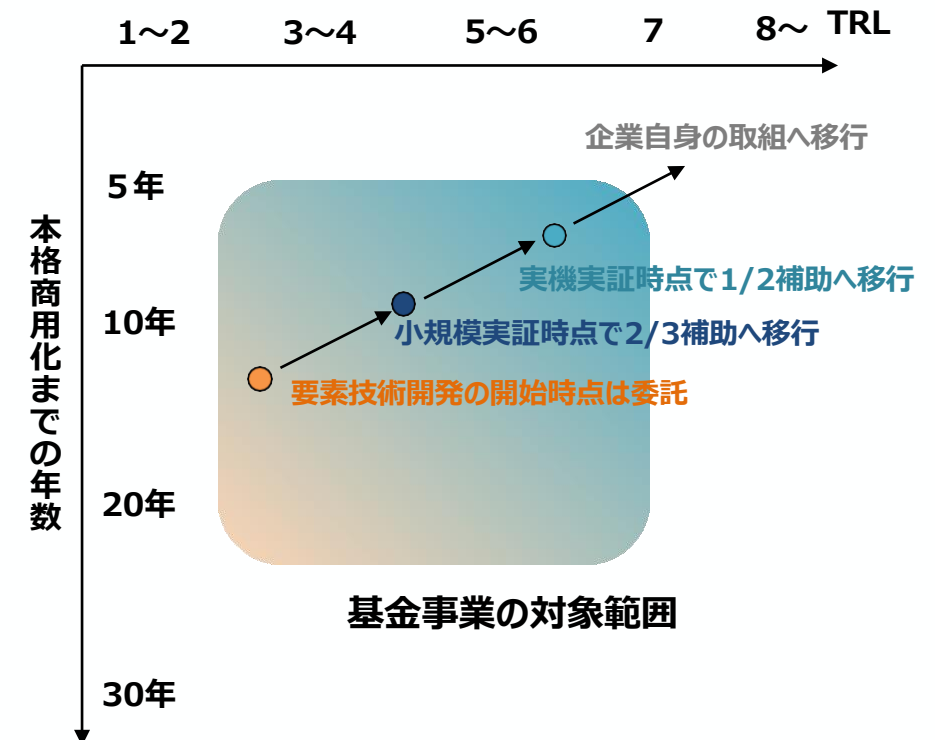 1～2 3～4 5～6 7 8～ TRL
企業自身の取組へ移行
５年
本格商用化までの年数
実機実証時点で1/2補助へ移行
10年
小規模実証時点で2/3補助へ移行
要素技術開発の開始時点は委託
20年
基金事業の対象範囲
30年